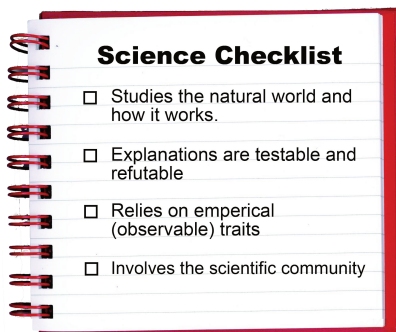 Science Checklist
Studies the natural world and
how it works.
Explanations are testable and
refutable
Relies on emperical
(observable) traits
Involves the scientific community